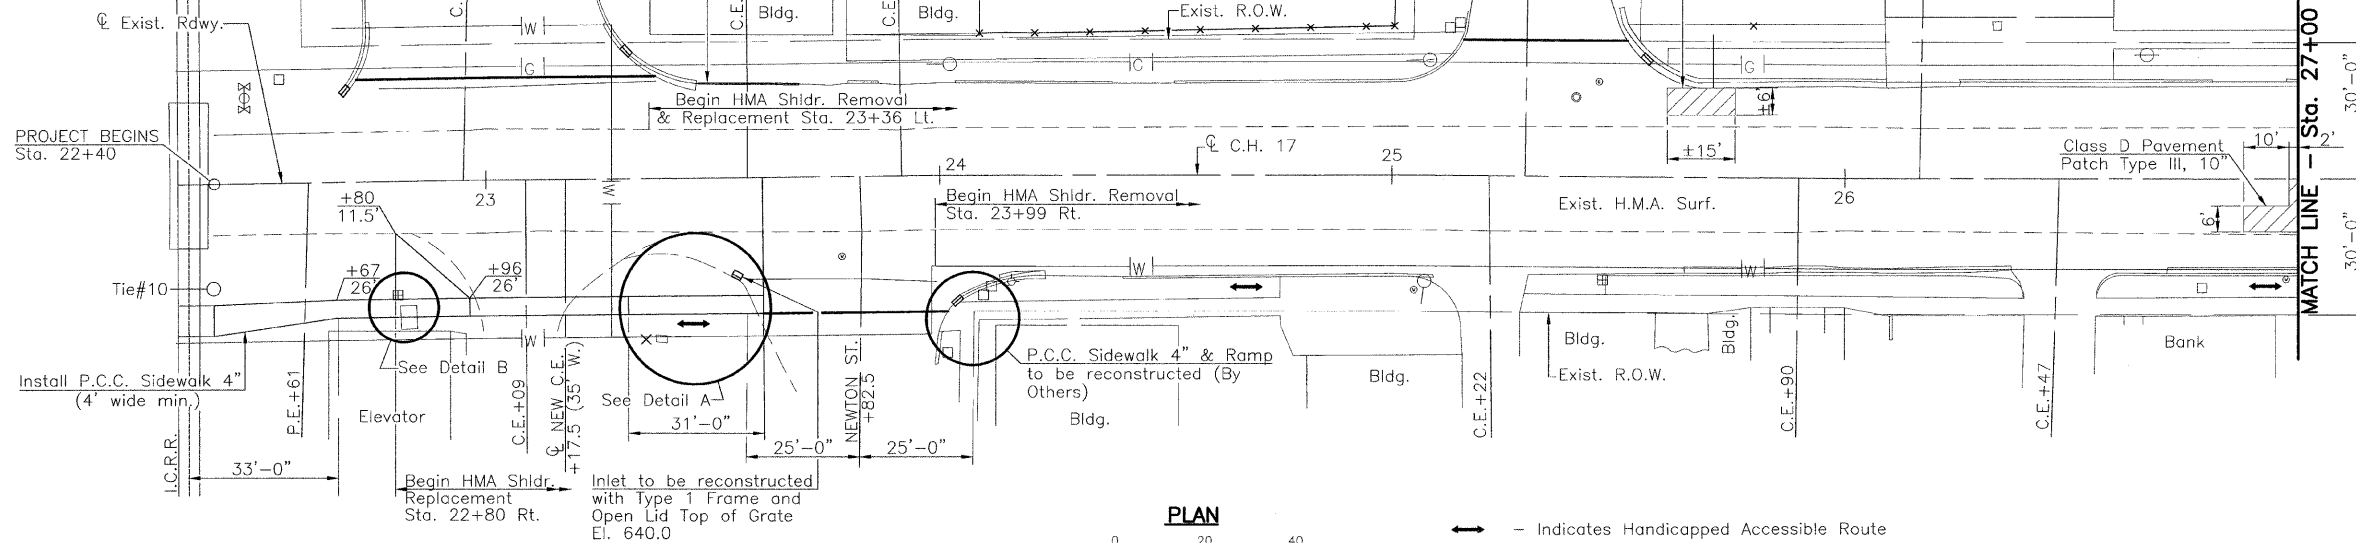 ℄ Exist. Rdwy.
W
C.
C.E.
Bldg.
C.E
Bldg.
Exist. R.O.W.
G
G
G
Begin HMA Shldr. Removal
& Replacement Sta. 23+36 Lt.
±6'
±15'
PROJECT BEGINS
Sta. 22+40
℄ C.H. 17
Class D Pavement
Patch Type III, 10"
10'
2'
6'
30'-0"
30'-0"
MATCH LINE – Sta. 27+00
23
24
25
26
+80
11.5'
W
Begin HMA Shldr. Removal
Sta. 23+99 Rt.
Exist. H.M.A. Surf.
Tie#10
+67
26'
+96
26'
W
W
W
See Detail B
See Detail A
Install P.C.C. Sidewalk 4"
(4' wide min.)
Elevator
I.C.R.R.
P.E.+61
C.E.+09
℄ NEW C.E.
+17.5 (35' W.)
NEWTON ST.
+82.5
P.C.C. Sidewalk 4" & Ramp
to be reconstructed (By
Others)
Bldg.
Bldg.
C.E.+22
Exist. R.O.W.
Bldg.
Bldg.
C.E.+90
C.E.+47
Bank
33'-0"
31'-0"
25'-0"
25'-0"
Begin HMA Shldr.
Replacement
Sta. 22+80 Rt.
Inlet to be reconstructed
with Type 1 Frame and
Open Lid Top of Grate
El. 640.0
PLAN
0 20 40
– Indicates Handicapped Accessible Route